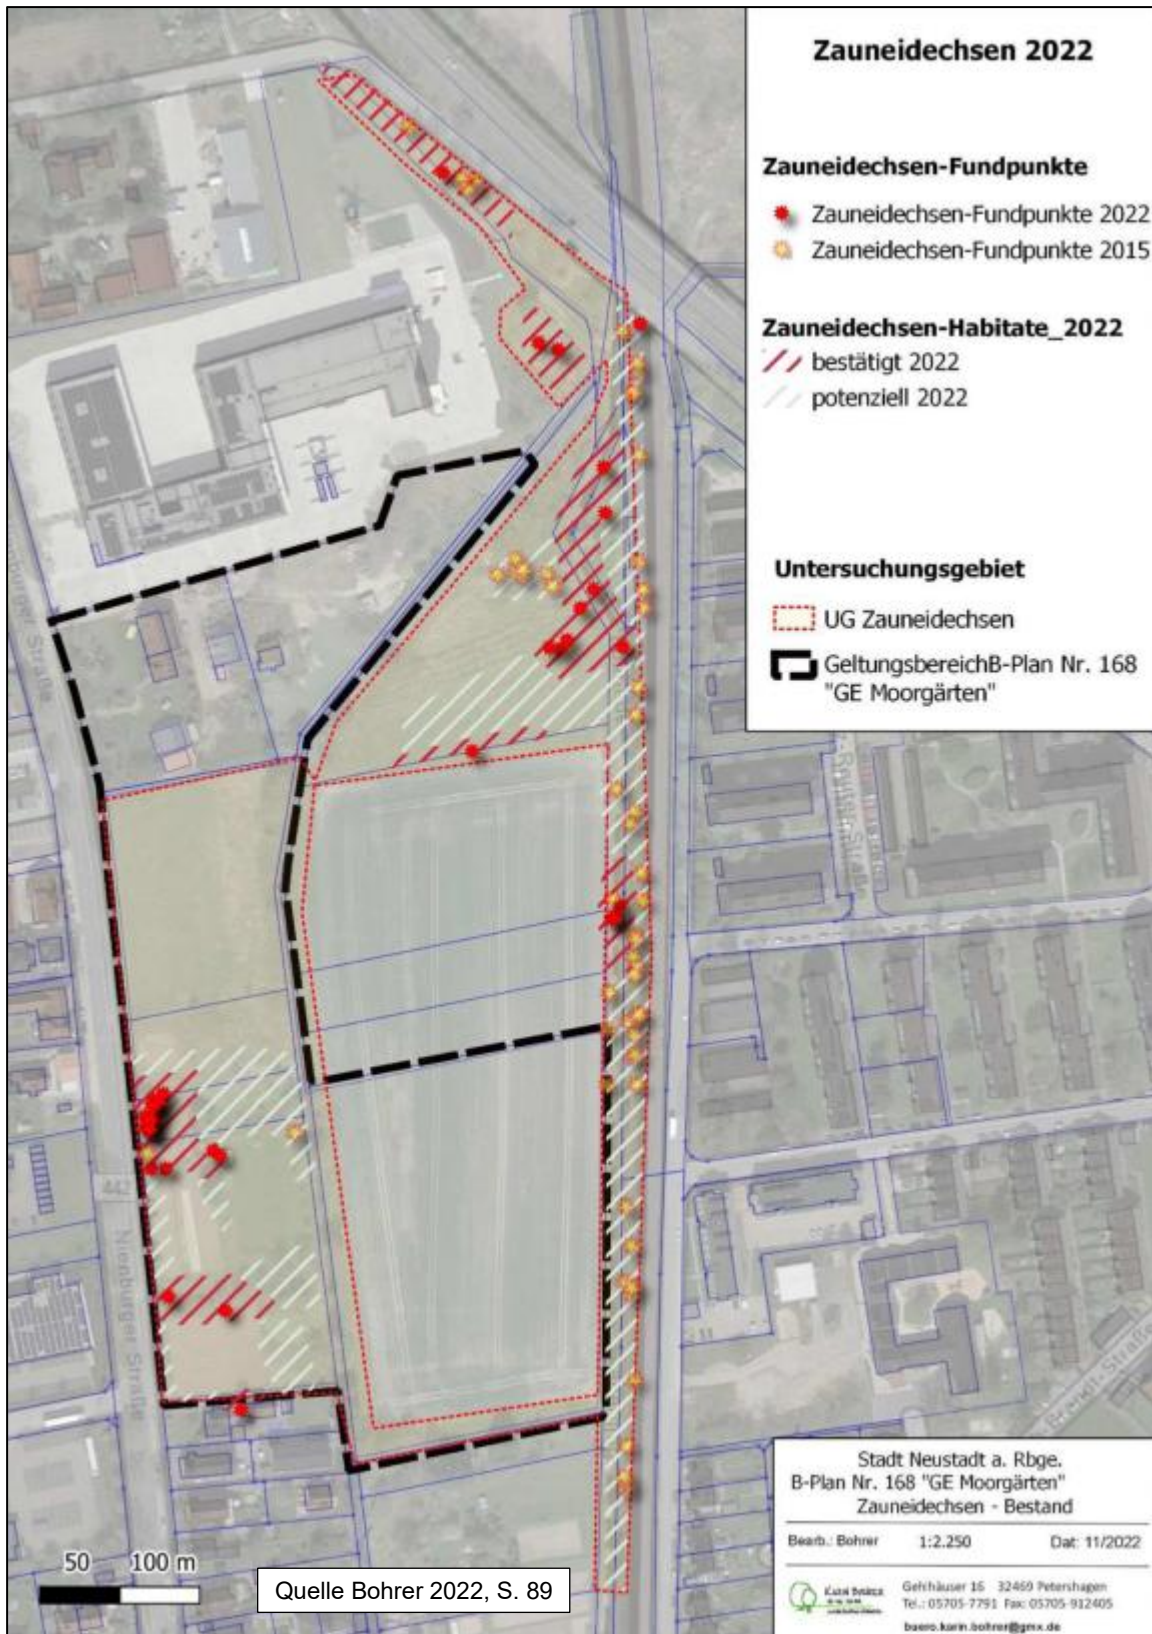 Zauneidechsen 2022
Zauneidechsen-Fundpunkte
Zauneidechsen-Fundpunkte 2022
Zauneidechsen-Fundpunkte 2015
Zauneidechsen-Habitate_2022
bestätigt 2022
potenziell 2022
Untersuchungsgebiet
UG Zauneidechsen
GeltungsbereichB-Plan Nr. 168
"GE Moorgärten"
Straße
442
Nienburger Straße
Straße
50 100 m
Quelle Bohrer 2022, S. 89
Stadt Neustadt a. Rbge.
B-Plan Nr. 168 "GE Moorgärten"
Zauneidechsen - Bestand
Bearb.: Bohrer 1:2.250 Dat: 11/2022
Gehlhäuser 16 32469 Petershagen
Tel.: 05705-7791 Fax: 05705-912405
buero.karin.bohrer@gmx.de